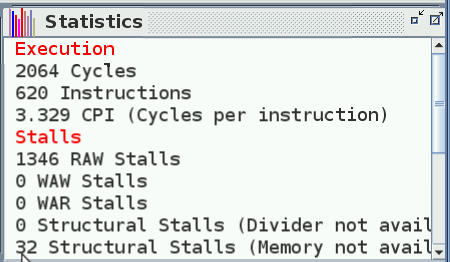 Statistics
Execution
2064 Cycles
620 Instructions
3.329 CPI (Cycles per instruction)
Stalls
1346 RAW Stalls
0 WAW Stalls
0 WAR Stalls
0 Structural Stalls (Divider not avail
32 Structural Stalls (Memory not avail